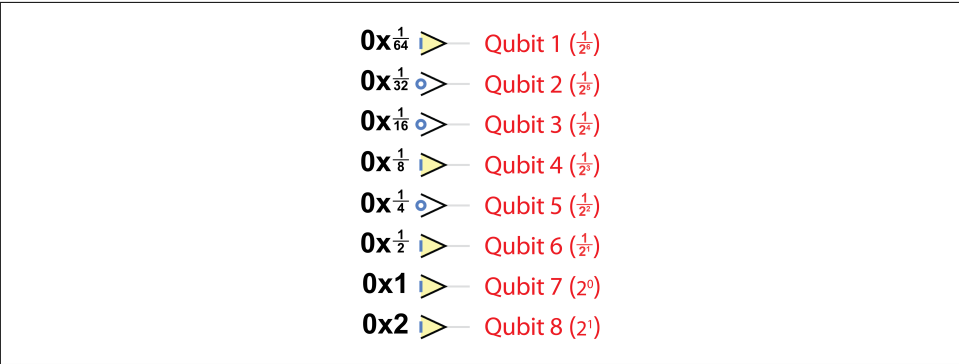 0x1/64 Qubit 1 (1/2⁶)
0x1/32 Qubit 2 (1/2⁵)
0x1/16 Qubit 3 (1/2⁴)
0x1/8 Qubit 4 (1/2³)
0x1/4 Qubit 5 (1/2²)
0x1/2 Qubit 6 (1/2¹)
0x1 Qubit 7 (2⁰)
0x2 Qubit 8 (2¹)